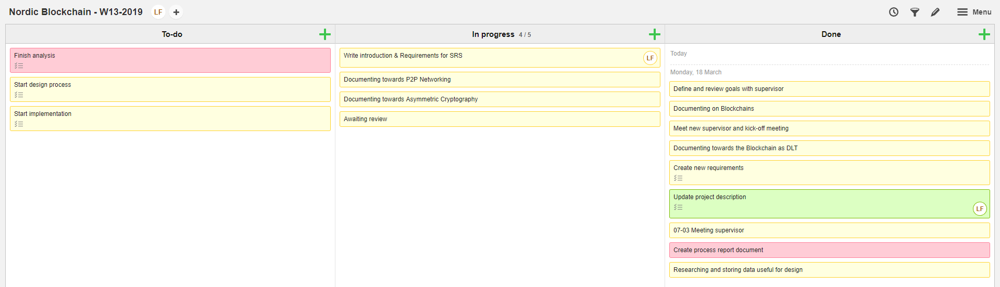 Nordic Blockchain - W13-2019
LF
Menu
To-do
In progress 4 / 5
Done
Finish analysis
Start design process
Start implementation
Write introduction & Requirements for SRS
LF
Documenting towards P2P Networking
Documenting towards Asymmetric Cryptography
Awaiting review
Today
Monday, 18 March
Define and review goals with supervisor
Documenting on Blockchains
Meet new supervisor and kick-off meeting
Documenting towards the Blockchain as DLT
Create new requirements
Update project description
LF
07-03 Meeting supervisor
Create process report document
Researching and storing data useful for design